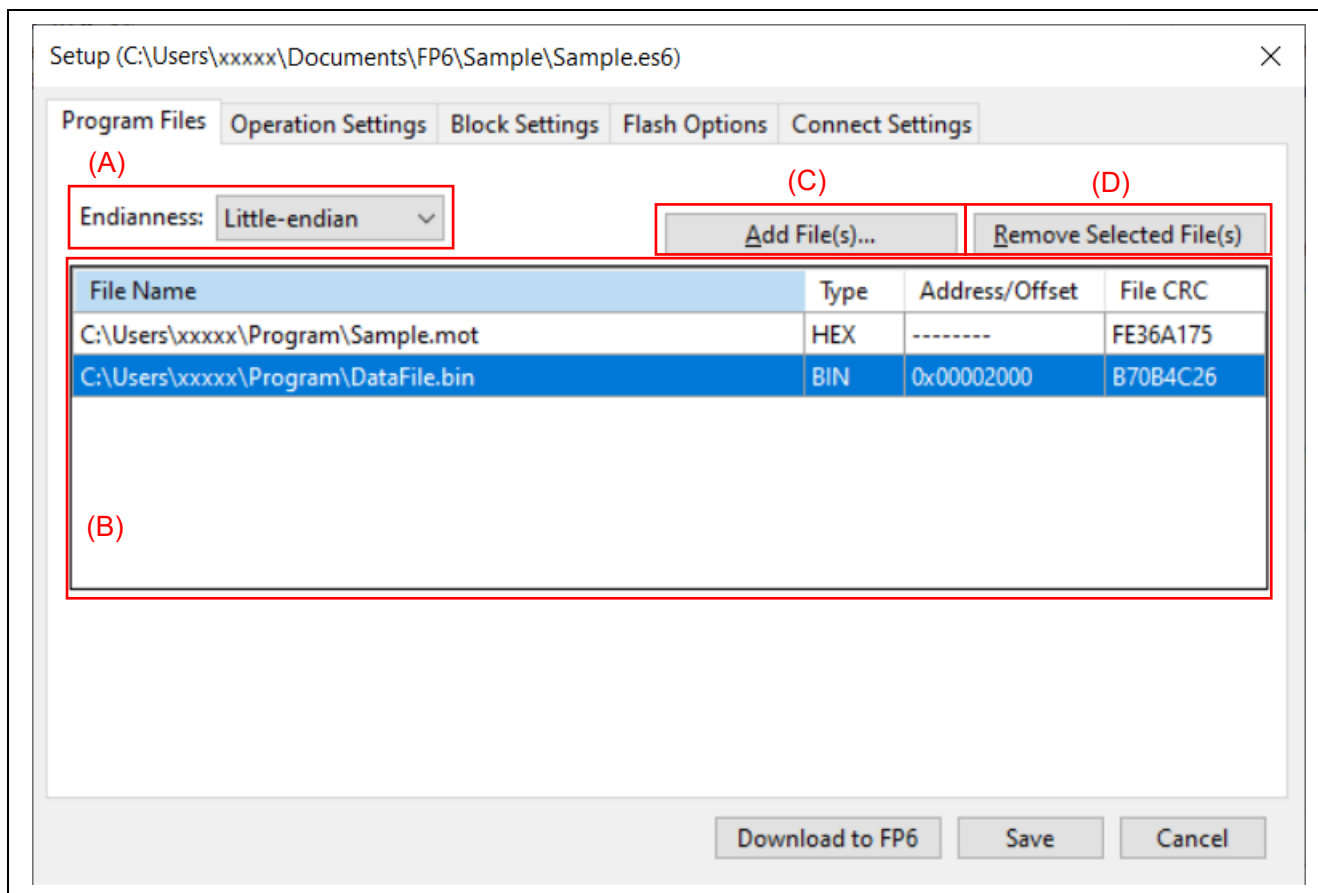 Setup (C:\Users\xxxxx\Documents\FP6\Sample\Sample.es6)
Program Files Operation Settings Block Settings Flash Options Connect Settings
(A) (C) (D)
Endianness: Little-endian Add File(s)... Remove Selected File(s)
File Name Type Address/Offset File CRC
C:\Users\xxxxx\Program\Sample.mot HEX -------- FE36A175
C:\Users\xxxxx\Program\DataFile.bin BIN 0x00002000 B70B4C26
(B)
Download to FP6 Save Cancel